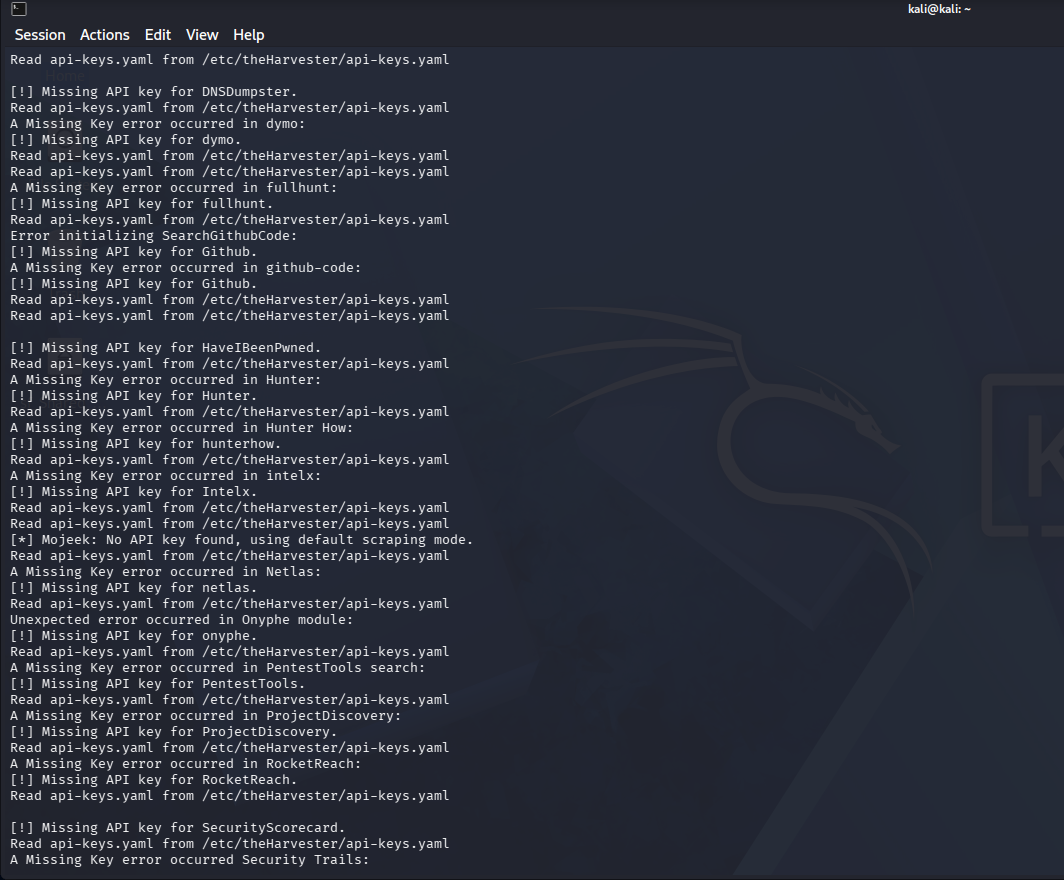 kali@kali: ~
Session Actions Edit View Help
Read api-keys.yaml from /etc/theHarvester/api-keys.yaml
[!] Missing API key for DNSDumpster.
Read api-keys.yaml from /etc/theHarvester/api-keys.yaml
A Missing Key error occurred in dymo:
[!] Missing API key for dymo.
Read api-keys.yaml from /etc/theHarvester/api-keys.yaml
Read api-keys.yaml from /etc/theHarvester/api-keys.yaml
A Missing Key error occurred in fullhunt:
[!] Missing API key for fullhunt.
Read api-keys.yaml from /etc/theHarvester/api-keys.yaml
Error initializing SearchGithubCode:
[!] Missing API key for Github.
A Missing Key error occurred in github-code:
[!] Missing API key for Github.
Read api-keys.yaml from /etc/theHarvester/api-keys.yaml
Read api-keys.yaml from /etc/theHarvester/api-keys.yaml
[!] Missing API key for HaveIBeenPwned.
Read api-keys.yaml from /etc/theHarvester/api-keys.yaml
A Missing Key error occurred in Hunter:
[!] Missing API key for Hunter.
Read api-keys.yaml from /etc/theHarvester/api-keys.yaml
A Missing Key error occurred in Hunter How:
[!] Missing API key for hunterhow.
Read api-keys.yaml from /etc/theHarvester/api-keys.yaml
A Missing Key error occurred in intelx:
[!] Missing API key for Intelx.
Read api-keys.yaml from /etc/theHarvester/api-keys.yaml
Read api-keys.yaml from /etc/theHarvester/api-keys.yaml
[*] Mojeek: No API key found, using default scraping mode.
Read api-keys.yaml from /etc/theHarvester/api-keys.yaml
A Missing Key error occurred in Netlas:
[!] Missing API key for netlas.
Read api-keys.yaml from /etc/theHarvester/api-keys.yaml
Unexpected error occurred in Onyphe module:
[!] Missing API key for onyphe.
Read api-keys.yaml from /etc/theHarvester/api-keys.yaml
A Missing Key error occurred in PentestTools search:
[!] Missing API key for PentestTools.
Read api-keys.yaml from /etc/theHarvester/api-keys.yaml
A Missing Key error occurred in ProjectDiscovery:
[!] Missing API key for ProjectDiscovery.
Read api-keys.yaml from /etc/theHarvester/api-keys.yaml
A Missing Key error occurred in RocketReach:
[!] Missing API key for RocketReach.
Read api-keys.yaml from /etc/theHarvester/api-keys.yaml
[!] Missing API key for SecurityScorecard.
Read api-keys.yaml from /etc/theHarvester/api-keys.yaml
A Missing Key error occurred Security Trails: